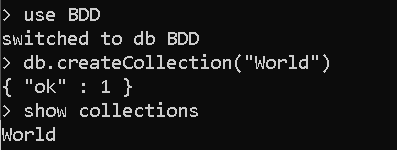 > use BDD
switched to db BDD
> db.createCollection("World")
{ "ok" : 1 }
> show collections
World